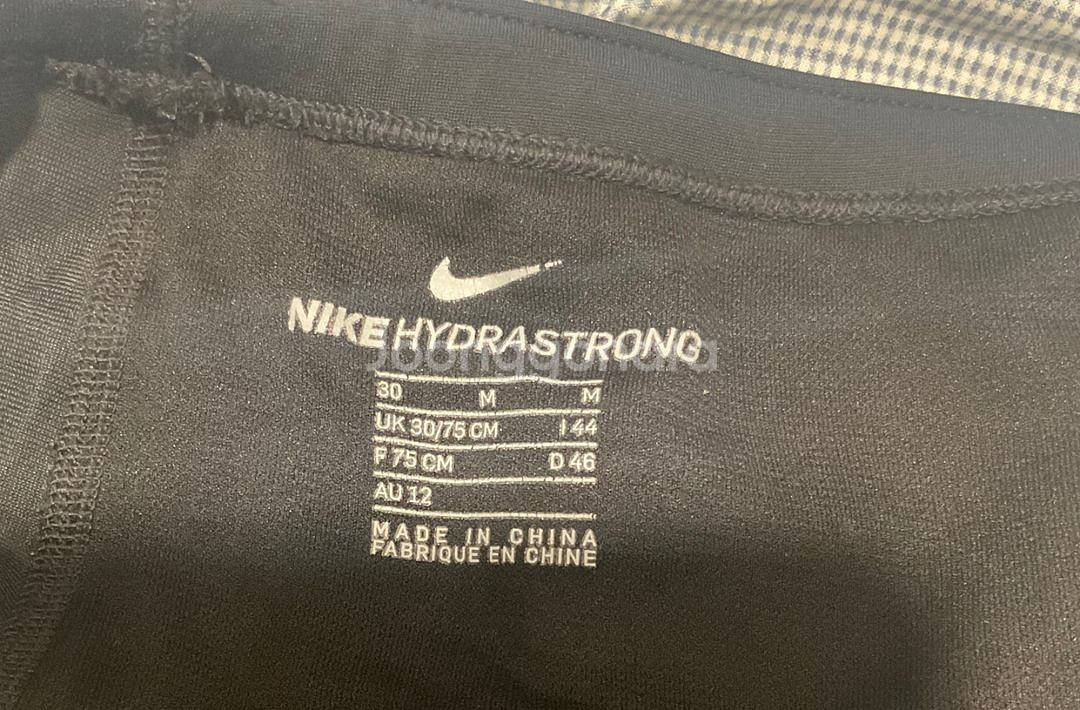 NIKE HYDRASTRONG
Joonggonara
30 M M
UK 30/75 CM I 44
F 75 CM D 46
AU 12
MADE IN CHINA
FABRIQUE EN CHINE